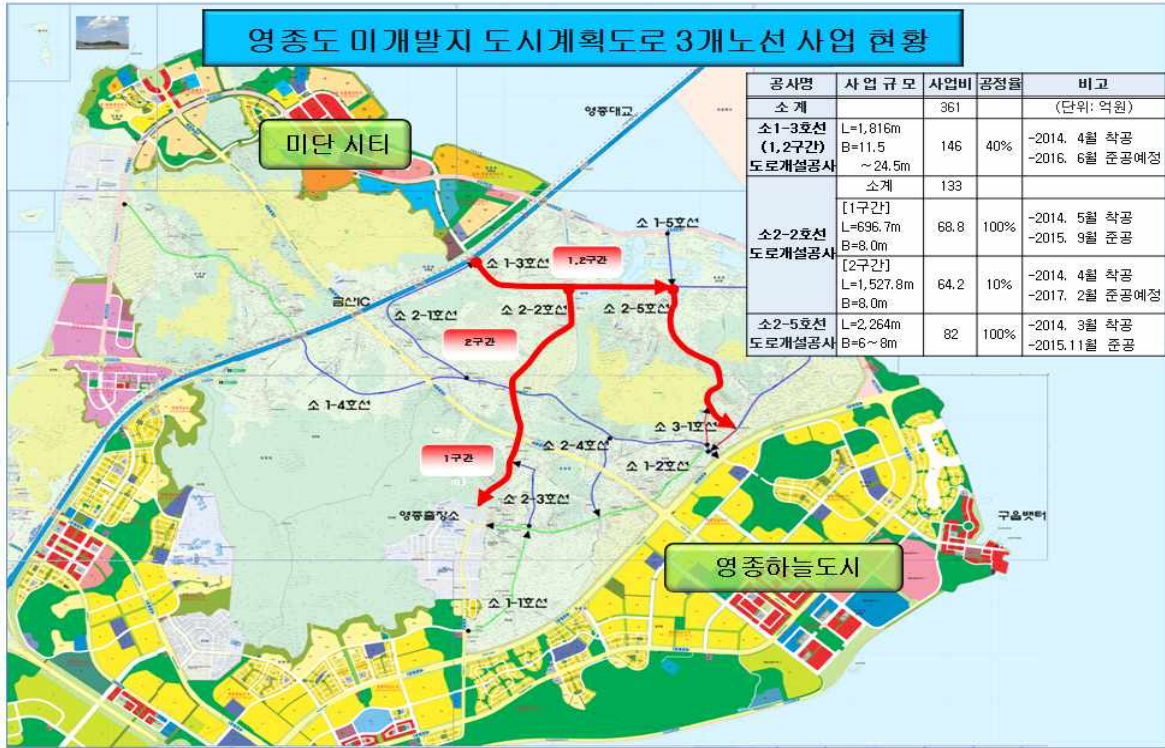 영종도 미개발지 도시계획도로 3개노선 사업 현황
공사명 사 업 규 모 사업비 공정율 비고
소 계 361 (단위: 억원)
소1-3호선
(1,2구간)
도로개설공사
L=1,816m
B=11.5
~24.5m
146 40%
-2014. 4월 착공
-2016. 6월 준공예정
소2-2호선
도로개설공사
소계 133
[1구간]
L=696.7m
B=8.0m
68.8 100%
-2014. 5월 착공
-2015. 9월 준공
[2구간]
L=1,527.8m
B=8.0m
64.2 10%
-2014. 4월 착공
-2017. 2월 준공예정
소2-5호선
도로개설공사
L=2,264m
B=6~8m
82 100%
-2014. 3월 착공
-2015.11월 준공
영종대교
미단 시티
소 1-5호선
소 1-3호선
1,2구간
금산IC
소 2-1호선
소 2-2호선
소 2-5호선
2구간
소 1-4호선
소 3-1호선
소 2-4호선
소 1-2호선
1구간
소 2-3호선
영종출장소
구읍뱃터
영종하늘도시
소 1-1호선